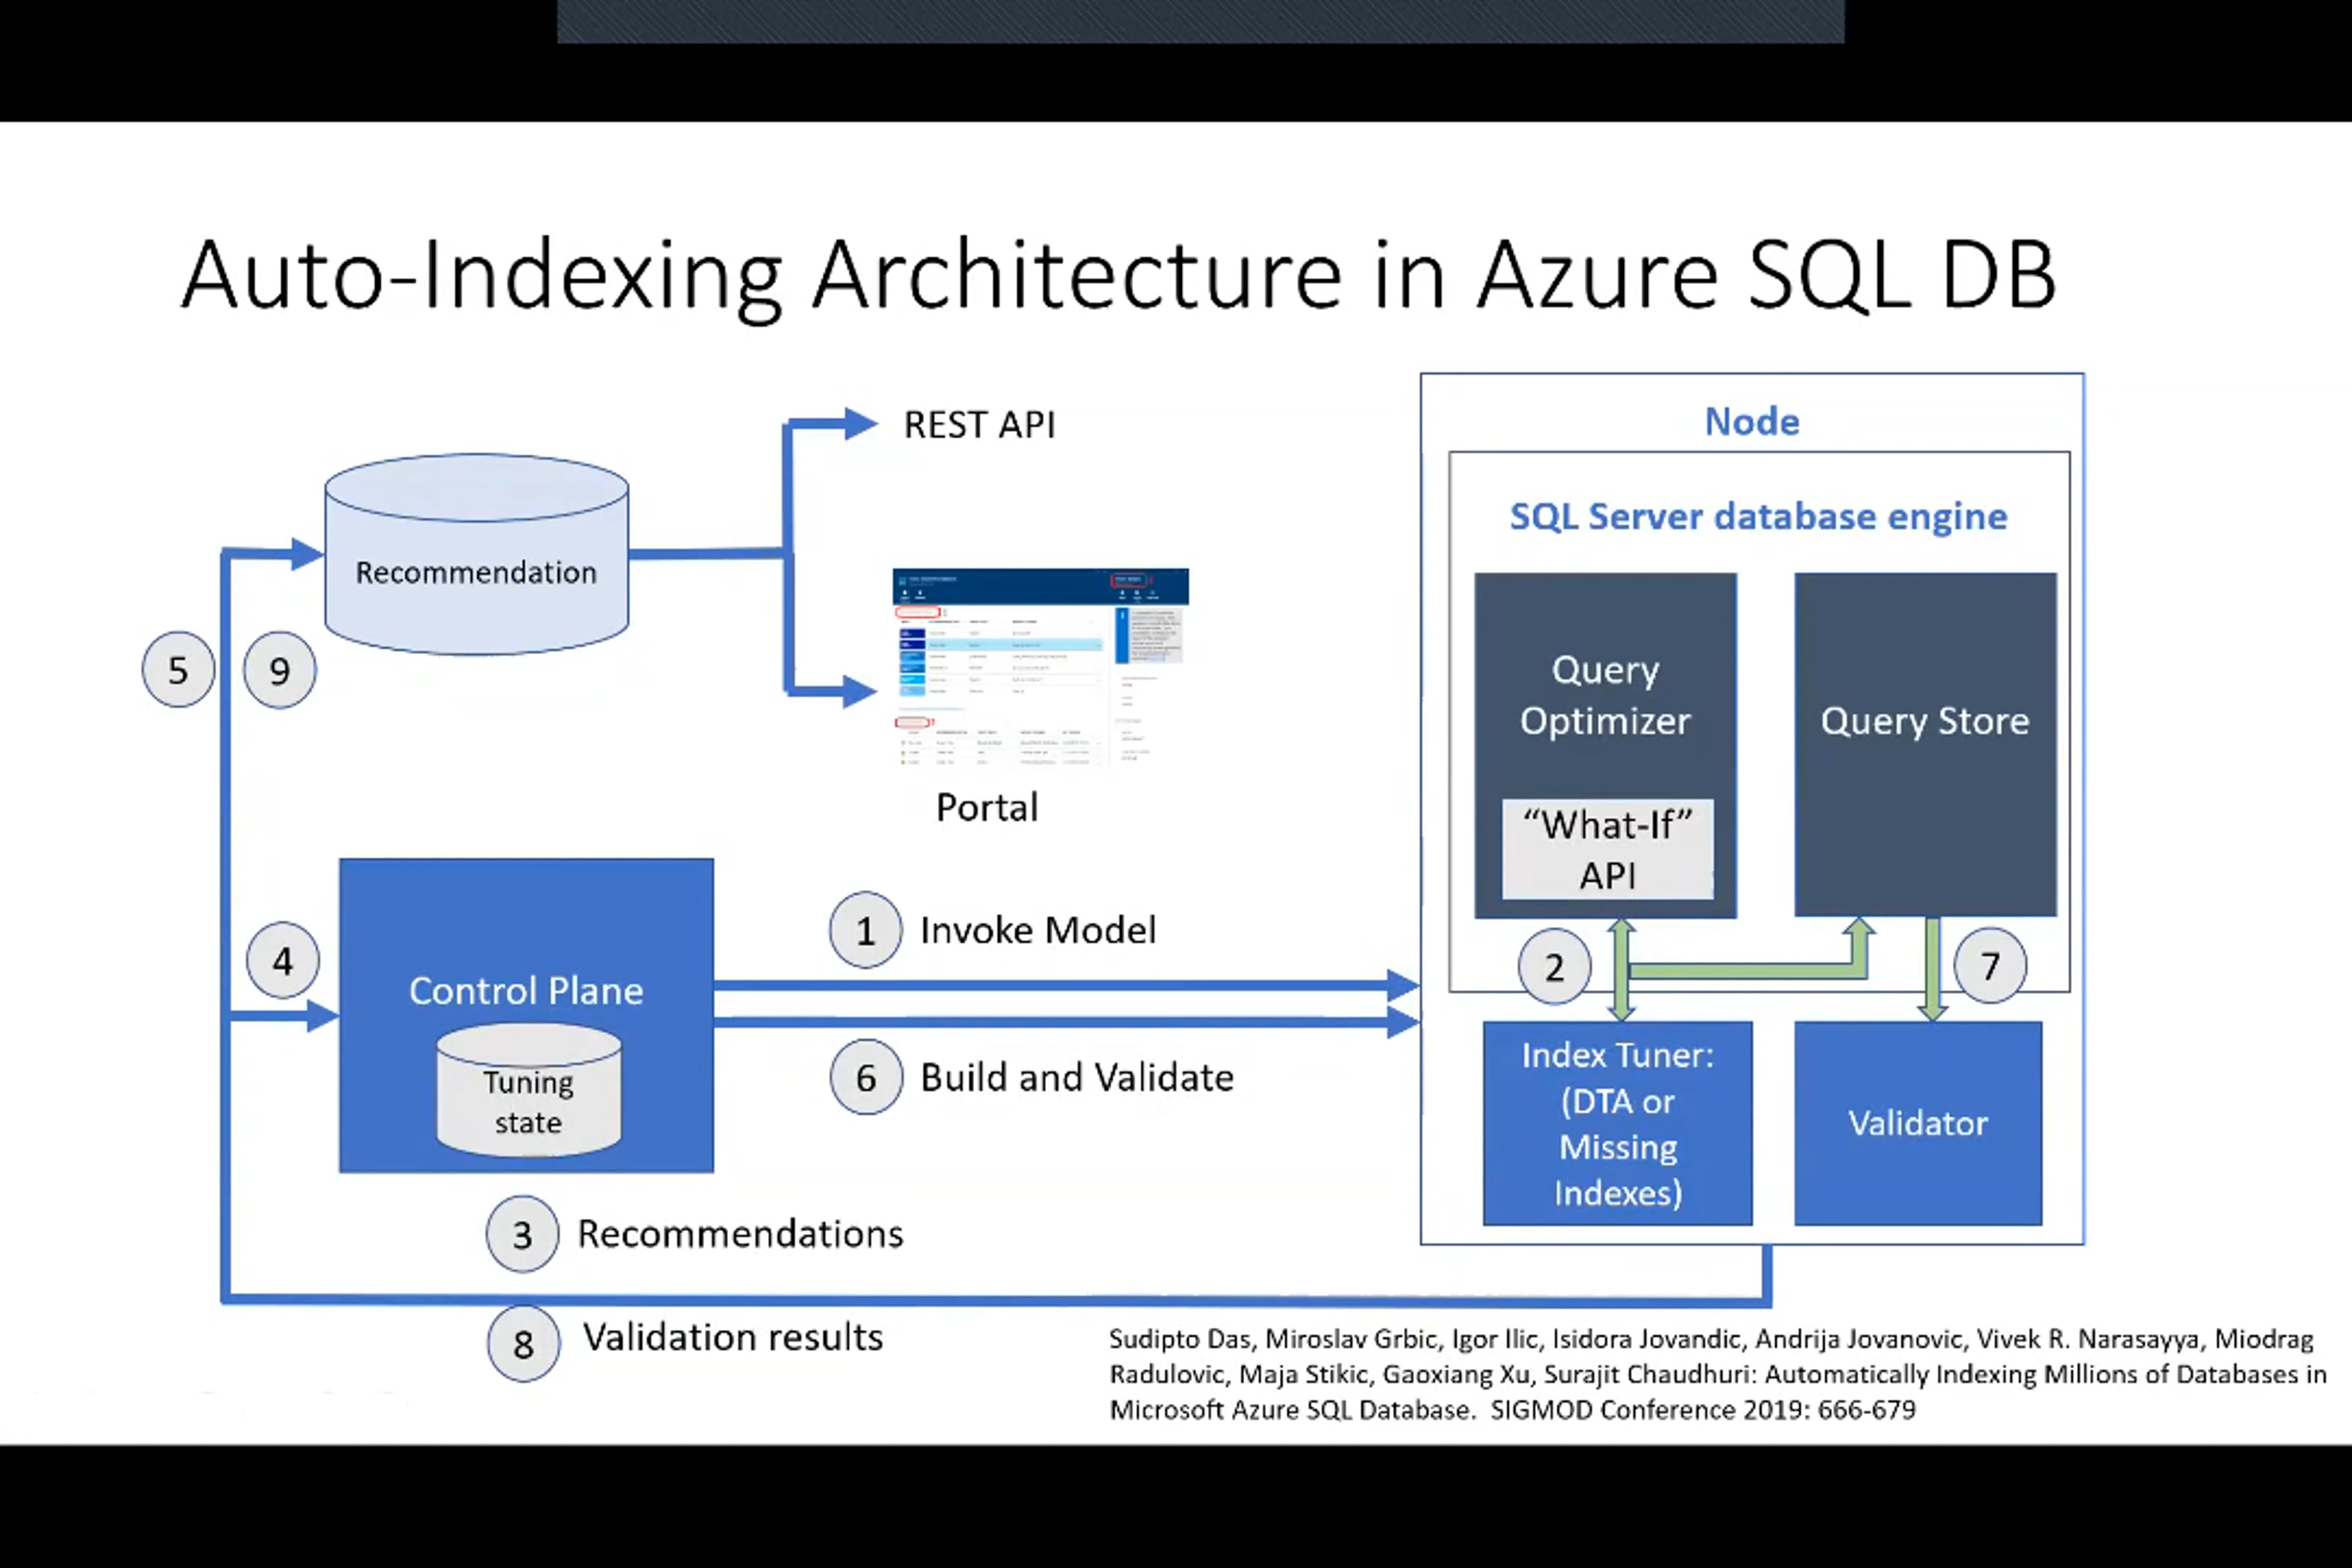 Auto-Indexing Architecture in Azure SQL DB
REST API
Recommendation
5
9
Portal
Node
SQL Server database engine
Query
Optimizer
“What-If”
API
Query Store
4
Control Plane
Tuning
state
1 Invoke Model
6 Build and Validate
2
7
Index Tuner:
(DTA or
Missing
Indexes)
Validator
3 Recommendations
8 Validation results
Sudipto Das, Miroslav Grbic, Igor Ilic, Isidora Jovandic, Andrija Jovanovic, Vivek R. Narasayya, Miodrag
Radulovic, Maja Stikic, Gaoxiang Xu, Surajit Chaudhuri: Automatically Indexing Millions of Databases in
Microsoft Azure SQL Database. SIGMOD Conference 2019: 666-679